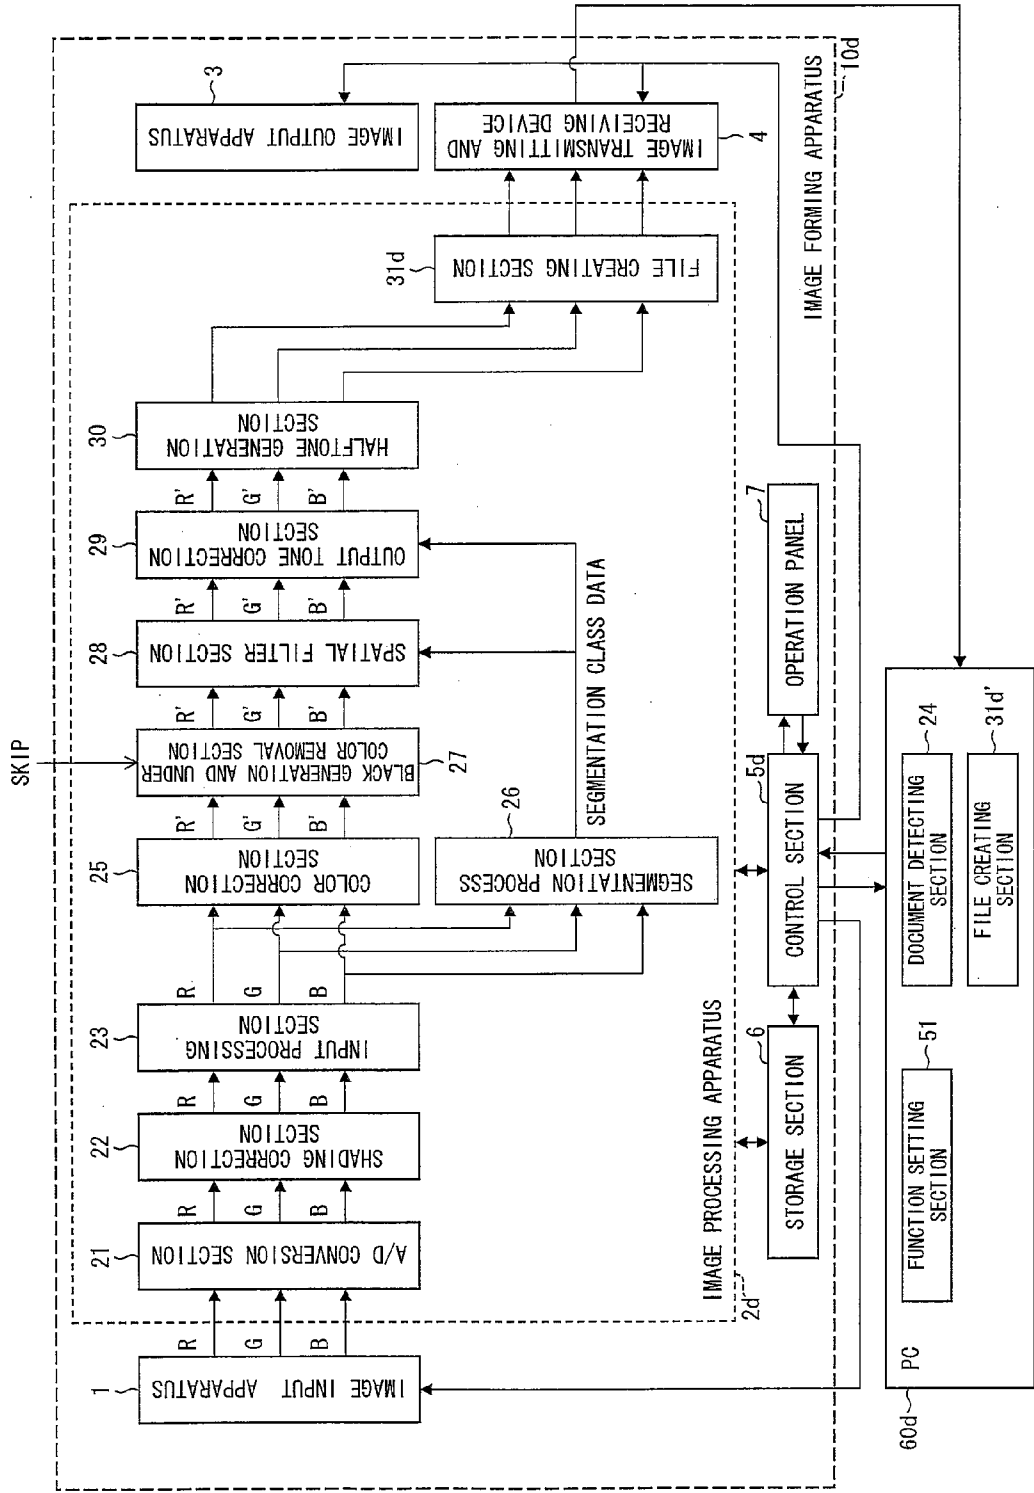 SKIP
IMAGE INPUT APPARATUS
1
R
G
B
A/D CONVERSION SECTION
21
R
G
B
SHADING CORRECTION
SECTION
22
R
G
B
INPUT PROCESSING
SECTION
23
R
G
B
COLOR CORRECTION
SECTION
25
SEGMENTATION PROCESS
SECTION
26
R'
G'
B'
BLACK GENERATION AND UNDER
COLOR REMOVAL SECTION
27
R'
G'
B'
SPATIAL FILTER SECTION
28
R'
G'
B'
OUTPUT TONE CORRECTION
SECTION
29
R'
G'
B'
HALFTONE GENERATION
SECTION
30
SEGMENTATION CLASS DATA
FILE CREATING SECTION
31d
IMAGE OUTPUT APPARATUS
3
IMAGE TRANSMITTING AND
RECEIVING DEVICE
4
IMAGE PROCESSING APPARATUS
2d
IMAGE FORMING APPARATUS
10d
STORAGE SECTION
6
CONTROL SECTION
5d
OPERATION PANEL
7
PC
60d
FUNCTION SETTING
SECTION
51
DOCUMENT DETECTING
SECTION
24
FILE CREATING
SECTION
31d'